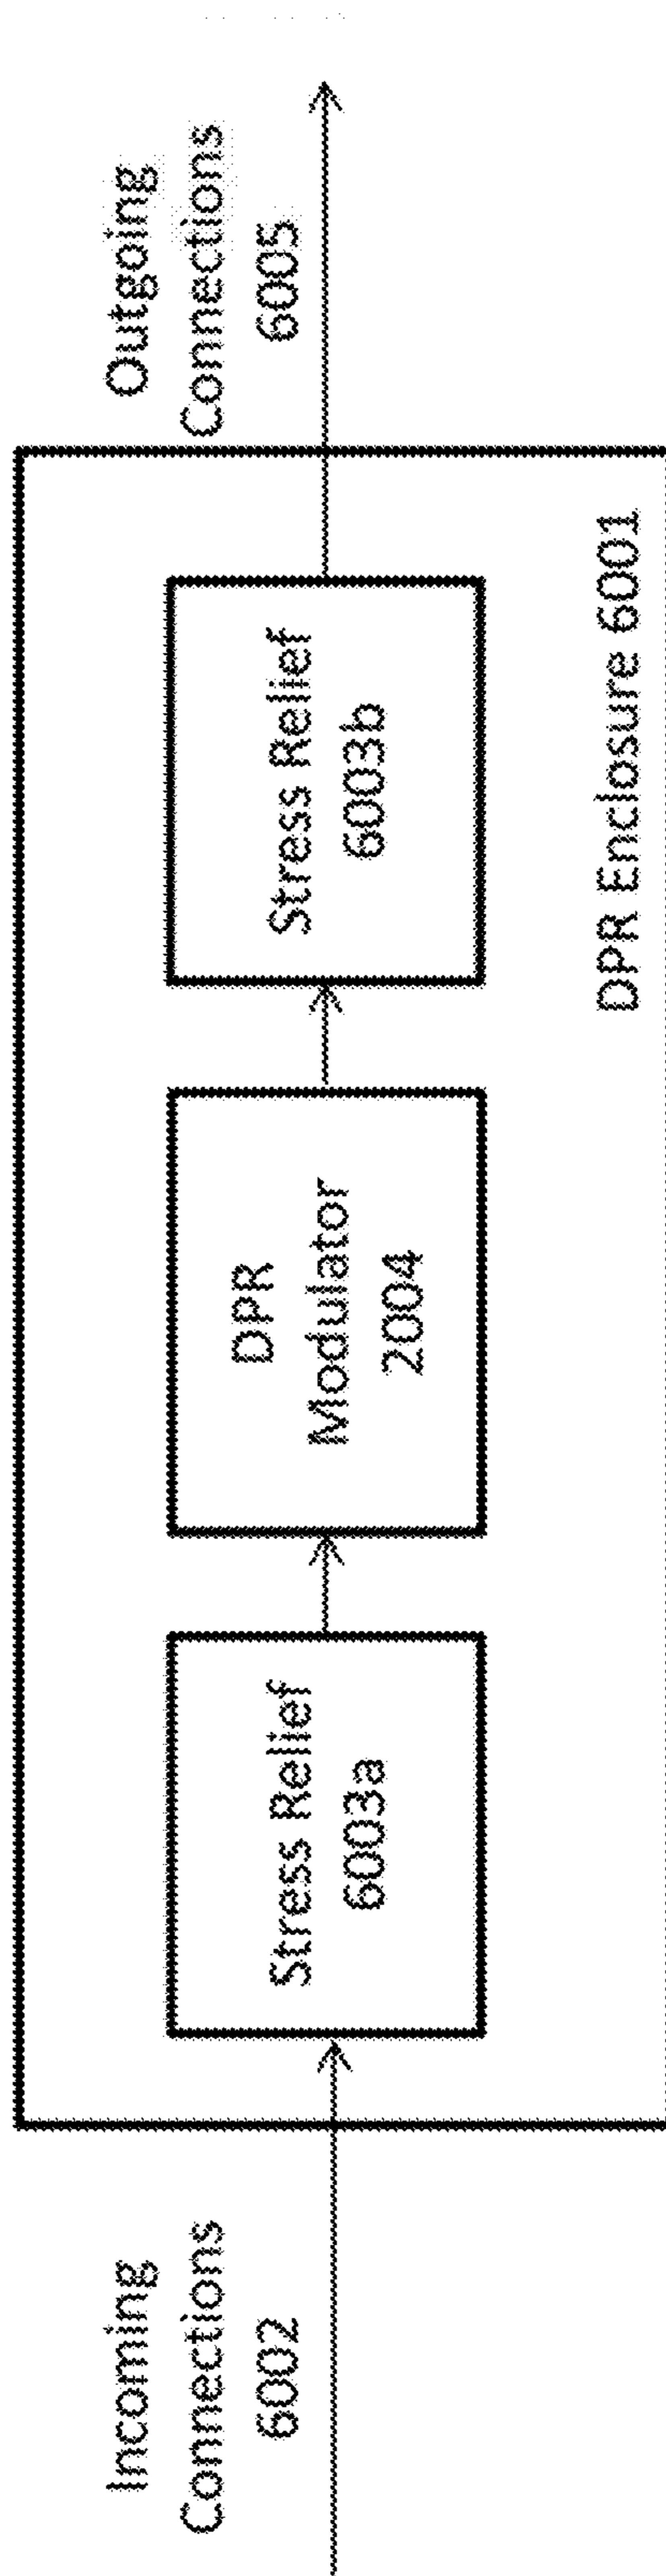 Incoming
Connections
6002
Stress Relief
6003a
DPR
Modulator
2004
Stress Relief
6003b
DPR Enclosure 6001
Outgoing
Connections
6005